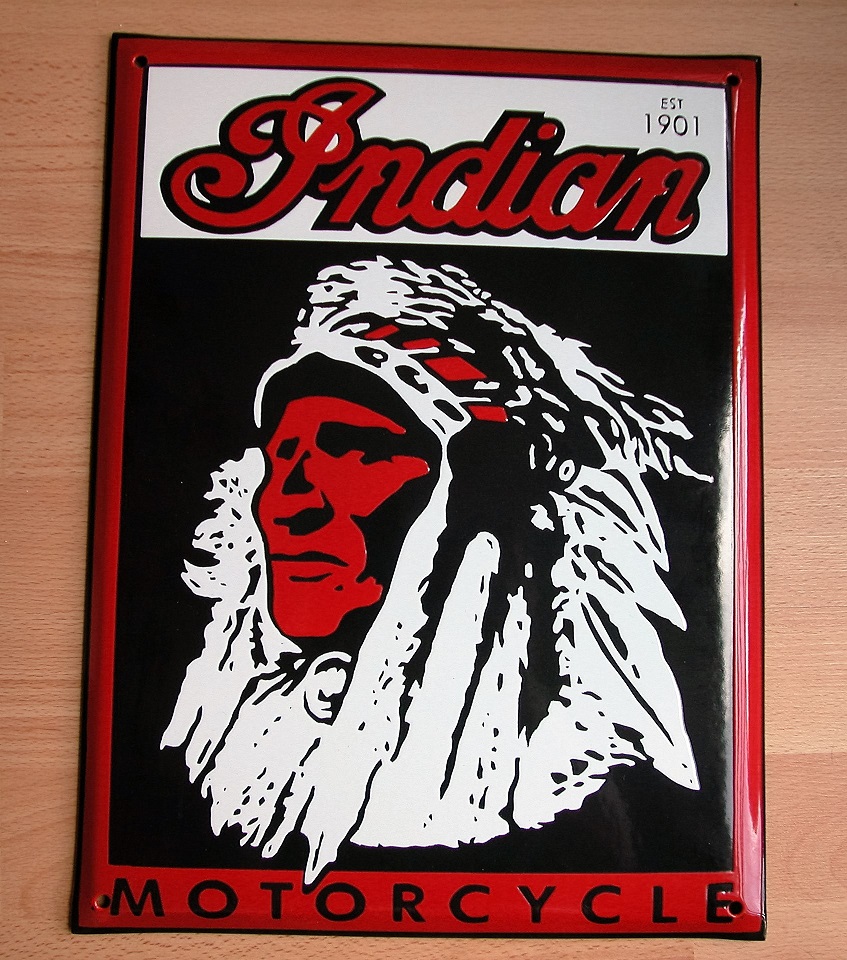 EST
1901
Indian
MOTORCYCLE